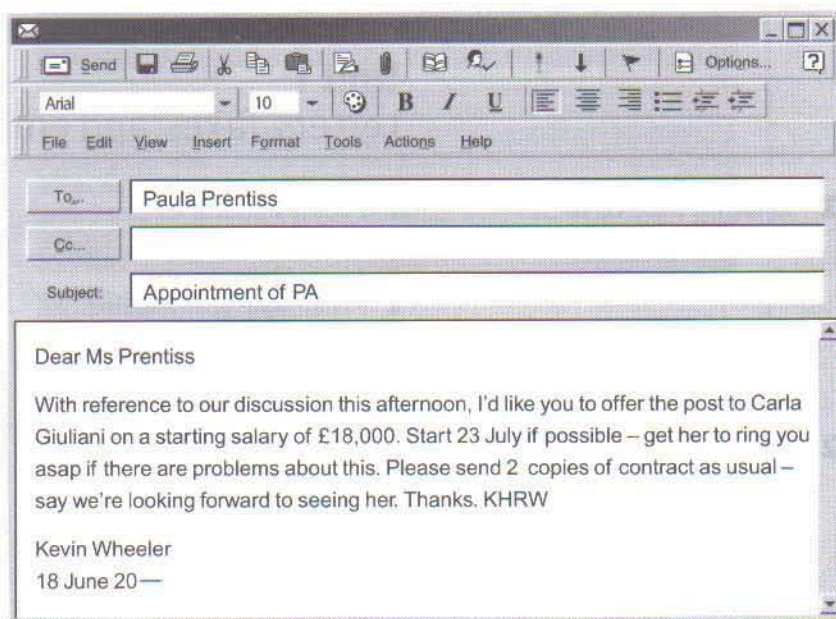 Send Options...
Arial 10 B I U
File Edit View Insert Format Tools Actions Help
To... Paula Prentiss
Cc...
Subject: Appointment of PA
Dear Ms Prentiss
With reference to our discussion this afternoon, I'd like you to offer the post to Carla
Giuliani on a starting salary of £18,000. Start 23 July if possible – get her to ring you
asap if there are problems about this. Please send 2 copies of contract as usual –
say we're looking forward to seeing her. Thanks. KHRW
Kevin Wheeler
18 June 20—